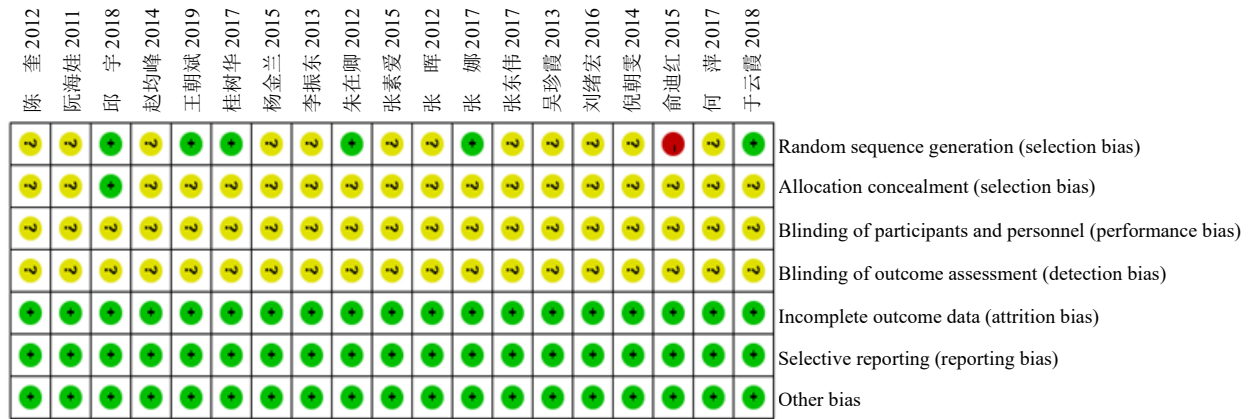 陈 奎 2012
阮海娃 2011
邱 宇 2018
赵均峰 2014
王朝斌 2019
桂树华 2017
杨金兰 2015
李振东 2013
朱在卿 2012
张素爱 2015
张 晖 2012
张 娜 2017
张东伟 2017
吴珍霞 2013
刘绪宏 2016
倪朝雯 2014
俞迪红 2015
何 萍 2017
于云霞 2018
? ? + ? + + ? ? + ? ? + ? ? ? ? - ? + Random sequence generation (selection bias)
? ? + ? ? ? ? ? ? ? ? ? ? ? ? ? ? ? ? Allocation concealment (selection bias)
? ? ? ? ? ? ? ? ? ? ? ? ? ? ? ? ? ? ? Blinding of participants and personnel (performance bias)
? ? ? ? ? ? ? ? ? ? ? ? ? ? ? ? ? ? ? Blinding of outcome assessment (detection bias)
+ + + + + + + + + + + + + + + + + + + Incomplete outcome data (attrition bias)
+ + + + + + + + + + + + + + + + + + + Selective reporting (reporting bias)
+ + + + + + + + + + + + + + + + + + + Other bias